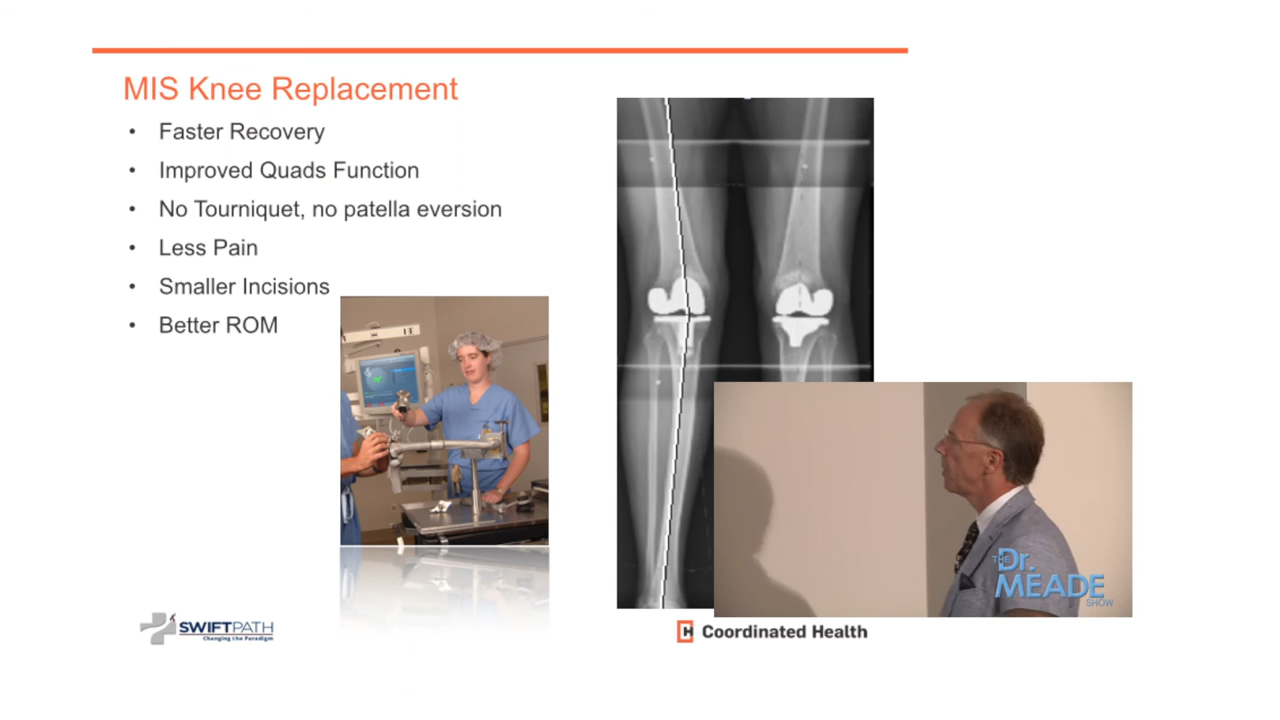 MIS Knee Replacement
• Faster Recovery
• Improved Quads Function
• No Tourniquet, no patella eversion
• Less Pain
• Smaller Incisions
• Better ROM
SWIFTPATH
Changing the Paradigm
Coordinated Health
THE Dr.
MEADE
SHOW